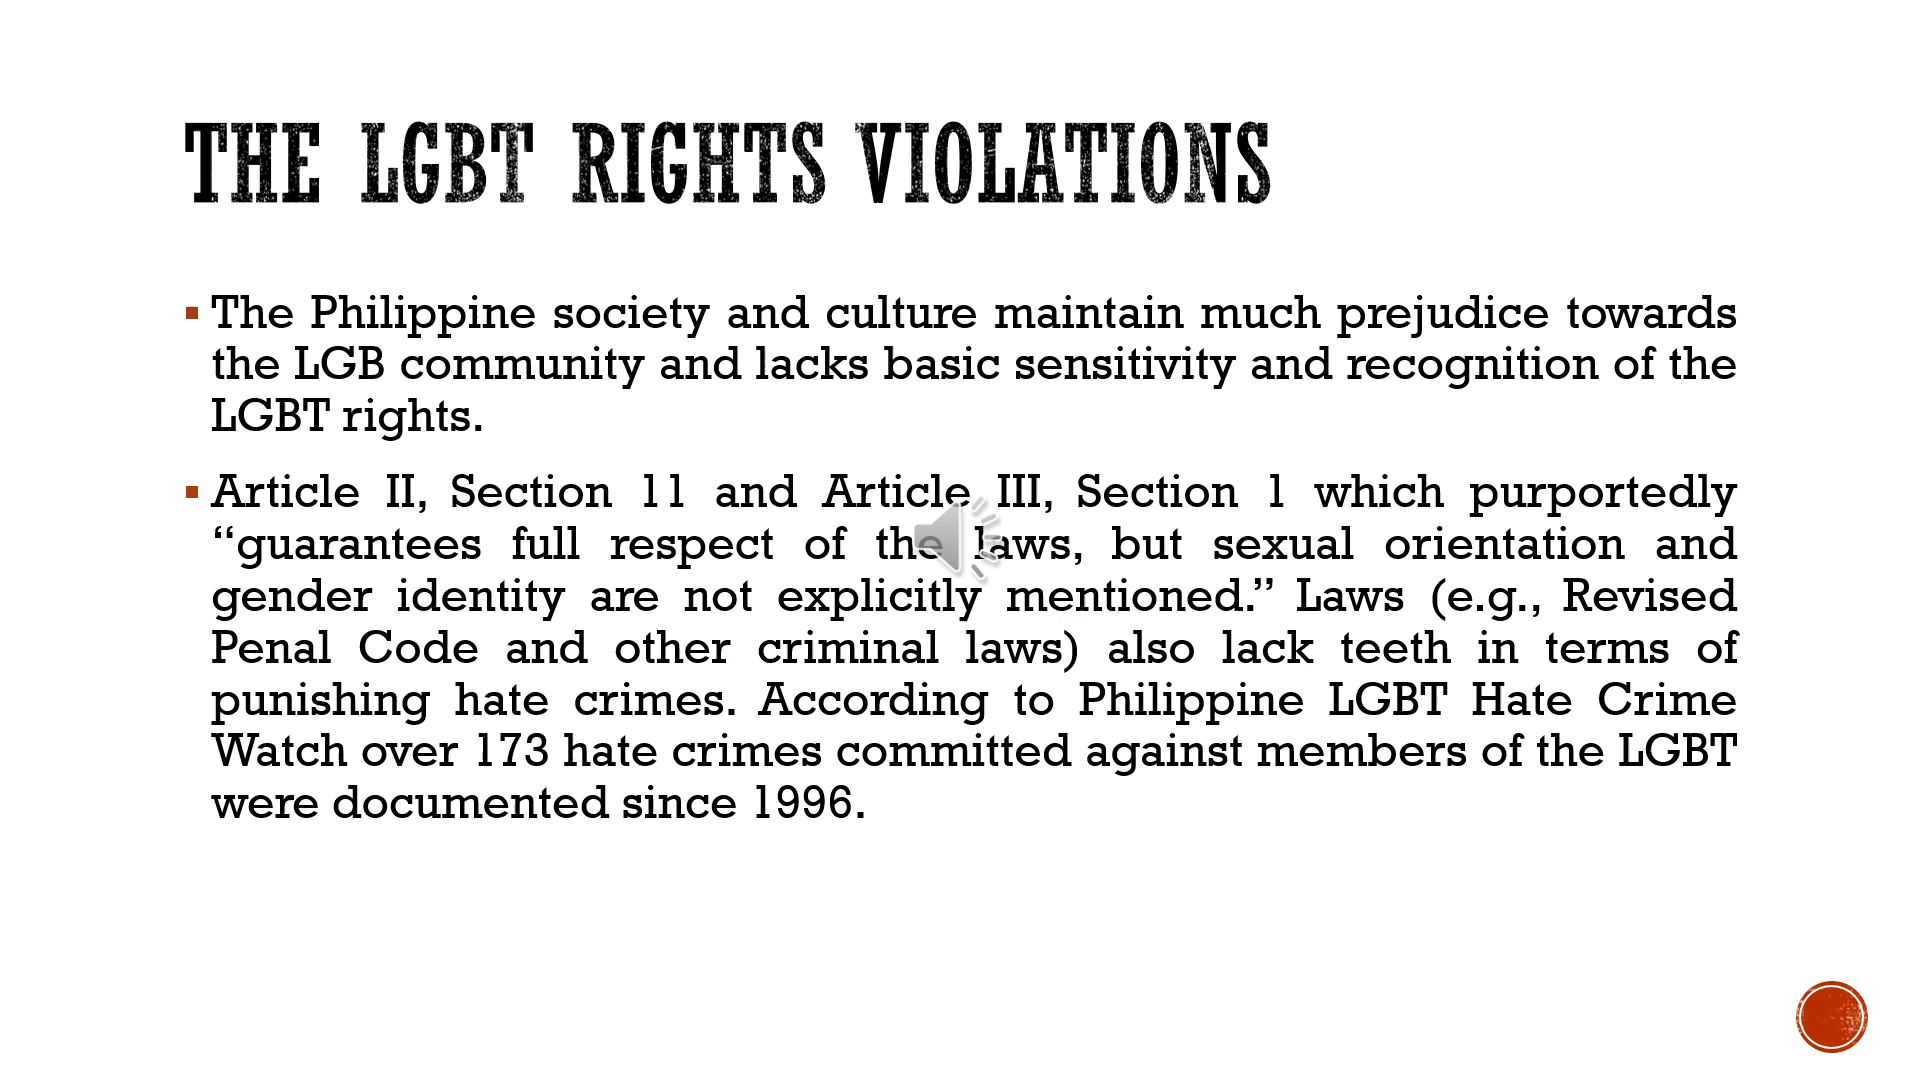 THE LGBT RIGHTS VIOLATIONS
The Philippine society and culture maintain much prejudice towards
the LGB community and lacks basic sensitivity and recognition of the
LGBT rights.
Article II, Section 11 and Article III, Section 1 which purportedly
“guarantees full respect of the laws, but sexual orientation and
gender identity are not explicitly mentioned.” Laws (e.g., Revised
Penal Code and other criminal laws) also lack teeth in terms of
punishing hate crimes. According to Philippine LGBT Hate Crime
Watch over 173 hate crimes committed against members of the LGBT
were documented since 1996.